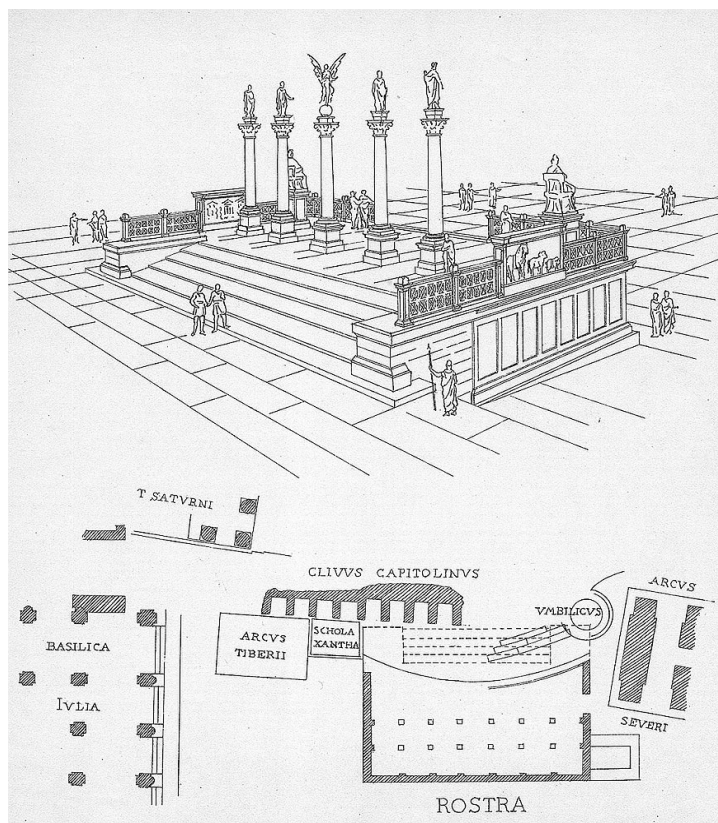 T. SATVRNI
CLIVVS CAPITOLINVS
ARCVS
TIBERII
SCHOLA
XANTHA
VMBILICVS
ARCVS
SEVERI
BASILICA
IVLIA
ROSTRA